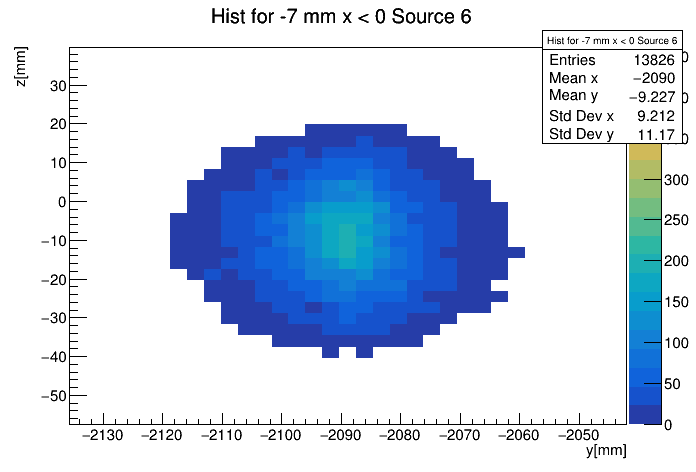 Hist for -7 mm x < 0 Source 6
z[mm]
Hist for -7 mm x < 0 Source 6
Entries 13826
Mean x −2090
Mean y −9.227
Std Dev x 9.212
Std Dev y 11.17
30
20
10
0
−10
−20
−30
−40
−50
300
250
200
150
100
50
0
−2130 −2120 −2110 −2100 −2090 −2080 −2070 −2060 −2050
y[mm]